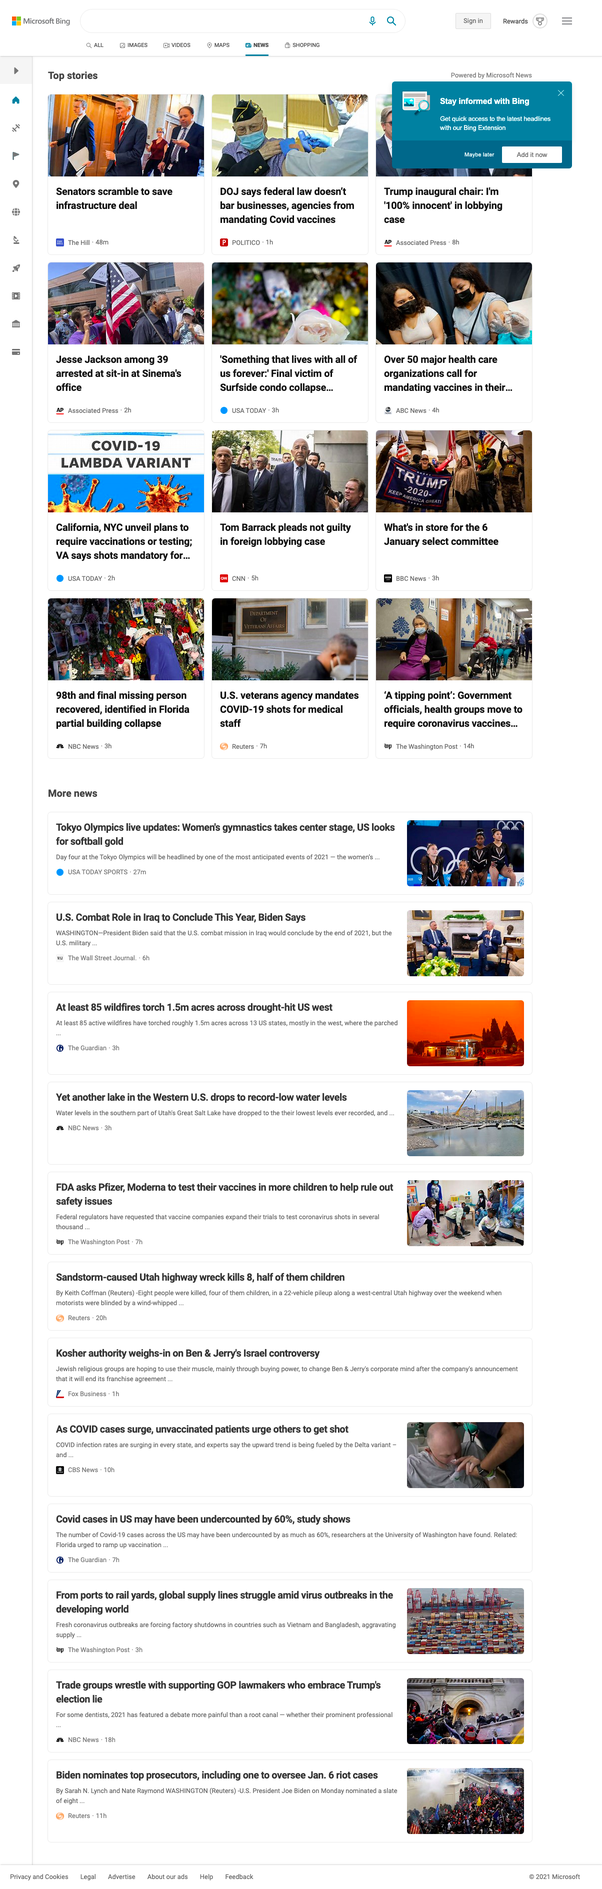 Microsoft Bing
Sign in
Rewards
ALL
IMAGES
VIDEOS
MAPS
NEWS
SHOPPING
Top stories
Powered by Microsoft News
Stay informed with Bing
Get quick access to the latest headlines
with our Bing Extension
Maybe later
Add it now
Senators scramble to save
infrastructure deal
The Hill · 48m
DOJ says federal law doesn't
bar businesses, agencies from
mandating Covid vaccines
POLITICO · 1h
Trump inaugural chair: I'm
'100% innocent' in lobbying
case
AP Associated Press · 8h
Jesse Jackson among 39
arrested at sit-in at Sinema's
office
AP Associated Press · 2h
'Something that lives with all of
us forever:' Final victim of
Surfside condo collapse...
USA TODAY · 3h
Over 50 major health care
organizations call for
mandating vaccines in their...
ABC News · 4h
COVID-19
LAMBDA VARIANT
California, NYC unveil plans to
require vaccinations or testing;
VA says shots mandatory for...
USA TODAY · 2h
Tom Barrack pleads not guilty
in foreign lobbying case
CNN · 5h
TRUMP
-2020-
KEEP AMERICA GREAT!
What's in store for the 6
January select committee
BBC News · 3h
98th and final missing person
recovered, identified in Florida
partial building collapse
NBC News · 3h
DEPARTMENT
OF
VETERANS AFFAIRS
U.S. veterans agency mandates
COVID-19 shots for medical
staff
Reuters · 7h
'A tipping point': Government
officials, health groups move to
require coronavirus vaccines...
wp The Washington Post · 14h
More news
Tokyo Olympics live updates: Women's gymnastics takes center stage, US looks
for softball gold
Day four at the Tokyo Olympics will be headlined by one of the most anticipated events of 2021 — the women's ...
USA TODAY SPORTS · 27m
U.S. Combat Role in Iraq to Conclude This Year, Biden Says
WASHINGTON—President Biden said that the U.S. combat mission in Iraq would conclude by the end of 2021, but the
U.S. military ...
WSJ The Wall Street Journal. · 6h
At least 85 wildfires torch 1.5m acres across drought-hit US west
At least 85 active wildfires have torched roughly 1.5m acres across 13 US states, mostly in the west, where the parched
...
The Guardian · 3h
Yet another lake in the Western U.S. drops to record-low water levels
Water levels in the southern part of Utah's Great Salt Lake have dropped to the their lowest levels ever recorded, and ...
NBC News · 3h
FDA asks Pfizer, Moderna to test their vaccines in more children to help rule out
safety issues
Federal regulators have requested that vaccine companies expand their trials to test coronavirus shots in several
thousand ...
wp The Washington Post · 7h
Sandstorm-caused Utah highway wreck kills 8, half of them children
By Keith Coffman (Reuters) -Eight people were killed, four of them children, in a 22-vehicle pileup along a west-central Utah highway over the weekend when
motorists were blinded by a wind-whipped ...
Reuters · 20h
Kosher authority weighs-in on Ben & Jerry's Israel controversy
Jewish religious groups are hoping to use their muscle, mainly through buying power, to change Ben & Jerry's corporate mind after the company's announcement
that it will end its franchise agreement ...
Fox Business · 1h
As COVID cases surge, unvaccinated patients urge others to get shot
COVID infection rates are surging in every state, and experts say the upward trend is being fueled by the Delta variant –
and ...
CBS News · 10h
Covid cases in US may have been undercounted by 60%, study shows
The number of Covid-19 cases across the US may have been undercounted by as much as 60%, researchers at the University of Washington have found. Related:
Florida urged to ramp up vaccination ...
The Guardian · 7h
From ports to rail yards, global supply lines struggle amid virus outbreaks in the
developing world
Fresh coronavirus outbreaks are forcing factory shutdowns in countries such as Vietnam and Bangladesh, aggravating
supply ...
wp The Washington Post · 3h
Trade groups wrestle with supporting GOP lawmakers who embrace Trump's
election lie
For some dentists, 2021 has featured a debate more painful than a root canal — whether their prominent professional
...
NBC News · 18h
Biden nominates top prosecutors, including one to oversee Jan. 6 riot cases
By Sarah N. Lynch and Nate Raymond WASHINGTON (Reuters) -U.S. President Joe Biden on Monday nominated a slate
of eight ...
Reuters · 11h
Privacy and Cookies
Legal
Advertise
About our ads
Help
Feedback
© 2021 Microsoft